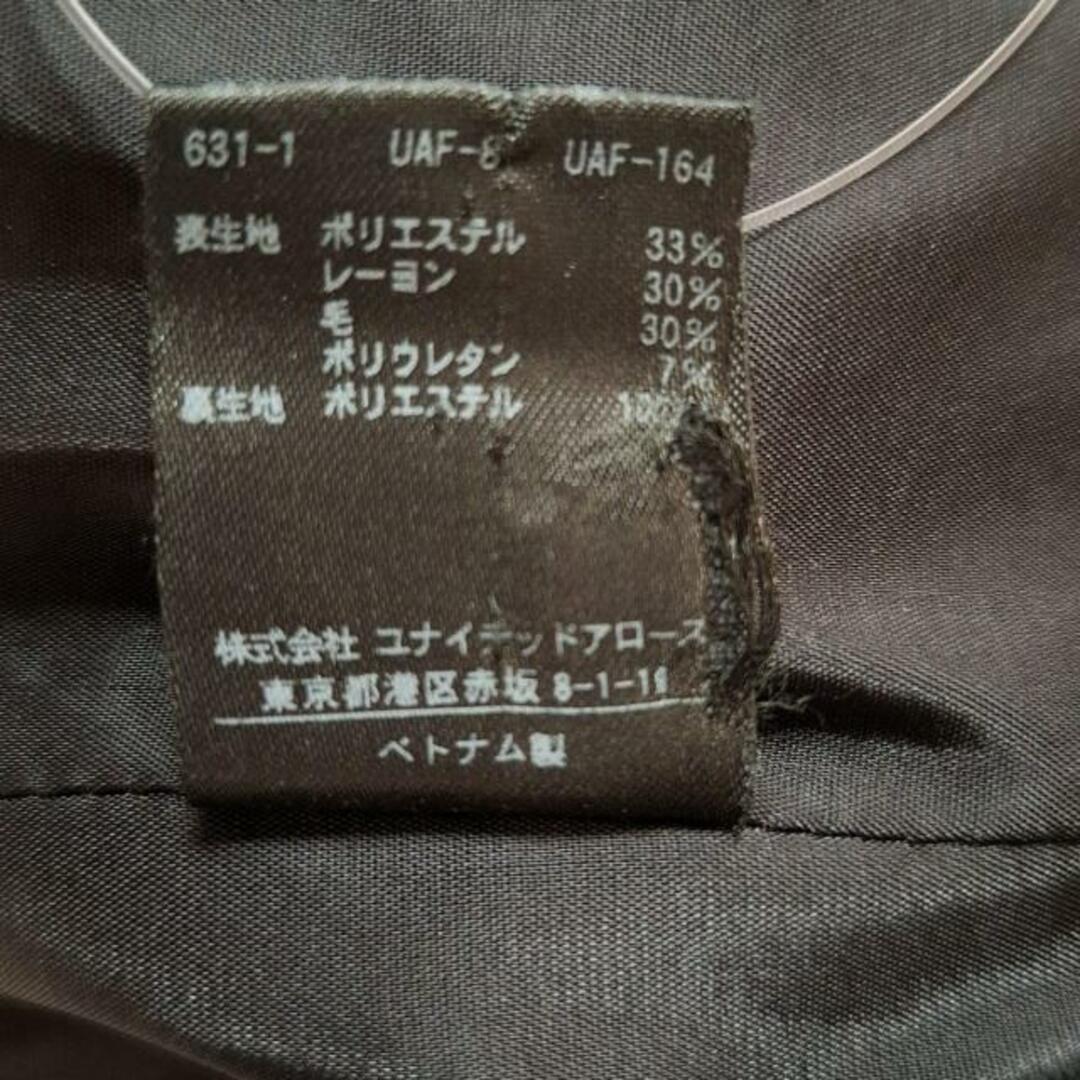 631-1 UAF-8 UAF-164
表生地 ポリエステル 33%
レーヨン 30%
毛 30%
ポリウレタン 7%
裏生地 ポリエステル
株式会社 ユナイテッドアローズ
東京都港区赤坂 8-1-19
ベトナム製